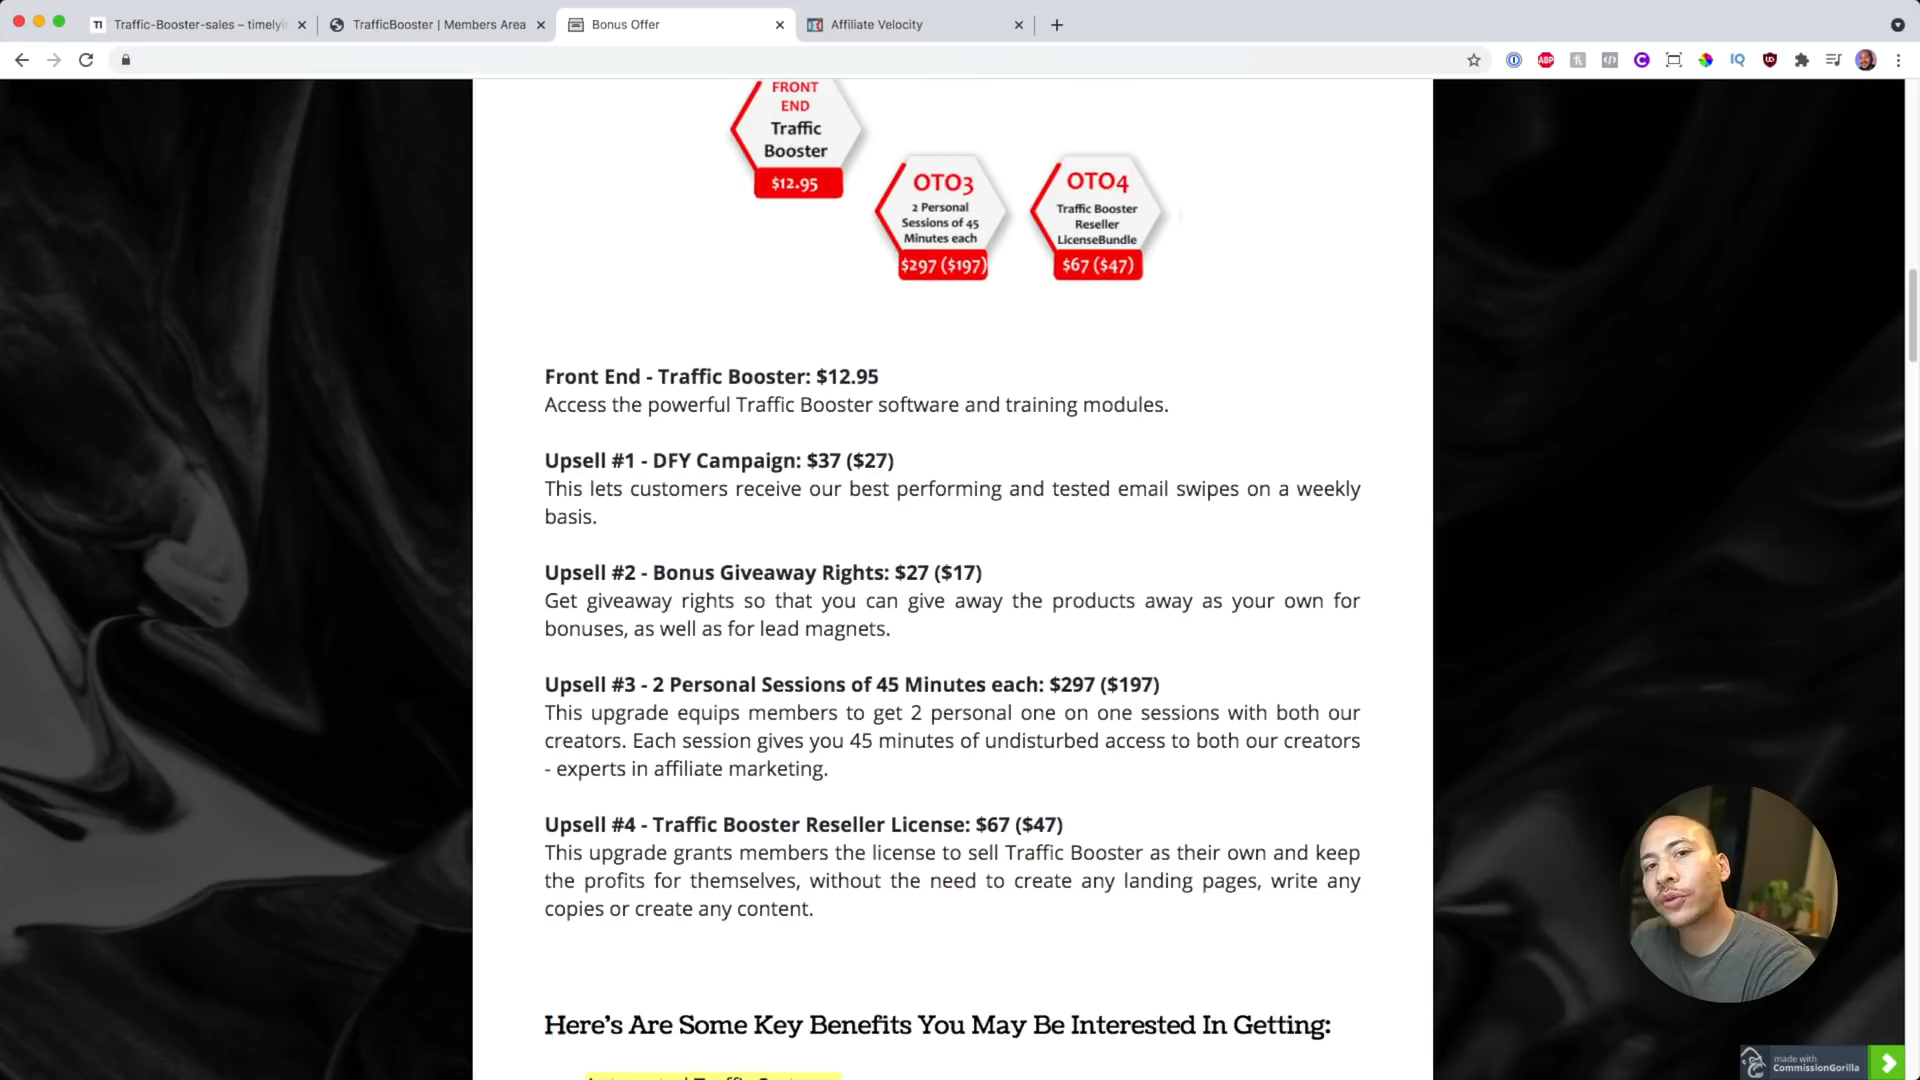 Traffic-Booster-sales – timelyi
TrafficBooster | Members Area
Bonus Offer
Affiliate Velocity
FRONT
END
Traffic
Booster
$12.95
OTO3
2 Personal
Sessions of 45
Minutes each
$297 ($197)
OTO4
Traffic Booster
Reseller
LicenseBundle
$67 ($47)
Front End - Traffic Booster: $12.95
Access the powerful Traffic Booster software and training modules.
Upsell #1 - DFY Campaign: $37 ($27)
This lets customers receive our best performing and tested email swipes on a weekly
basis.
Upsell #2 - Bonus Giveaway Rights: $27 ($17)
Get giveaway rights so that you can give away the products away as your own for
bonuses, as well as for lead magnets.
Upsell #3 - 2 Personal Sessions of 45 Minutes each: $297 ($197)
This upgrade equips members to get 2 personal one on one sessions with both our
creators. Each session gives you 45 minutes of undisturbed access to both our creators
- experts in affiliate marketing.
Upsell #4 - Traffic Booster Reseller License: $67 ($47)
This upgrade grants members the license to sell Traffic Booster as their own and keep
the profits for themselves, without the need to create any landing pages, write any
copies or create any content.
Here's Are Some Key Benefits You May Be Interested In Getting:
made with
CommissionGorilla